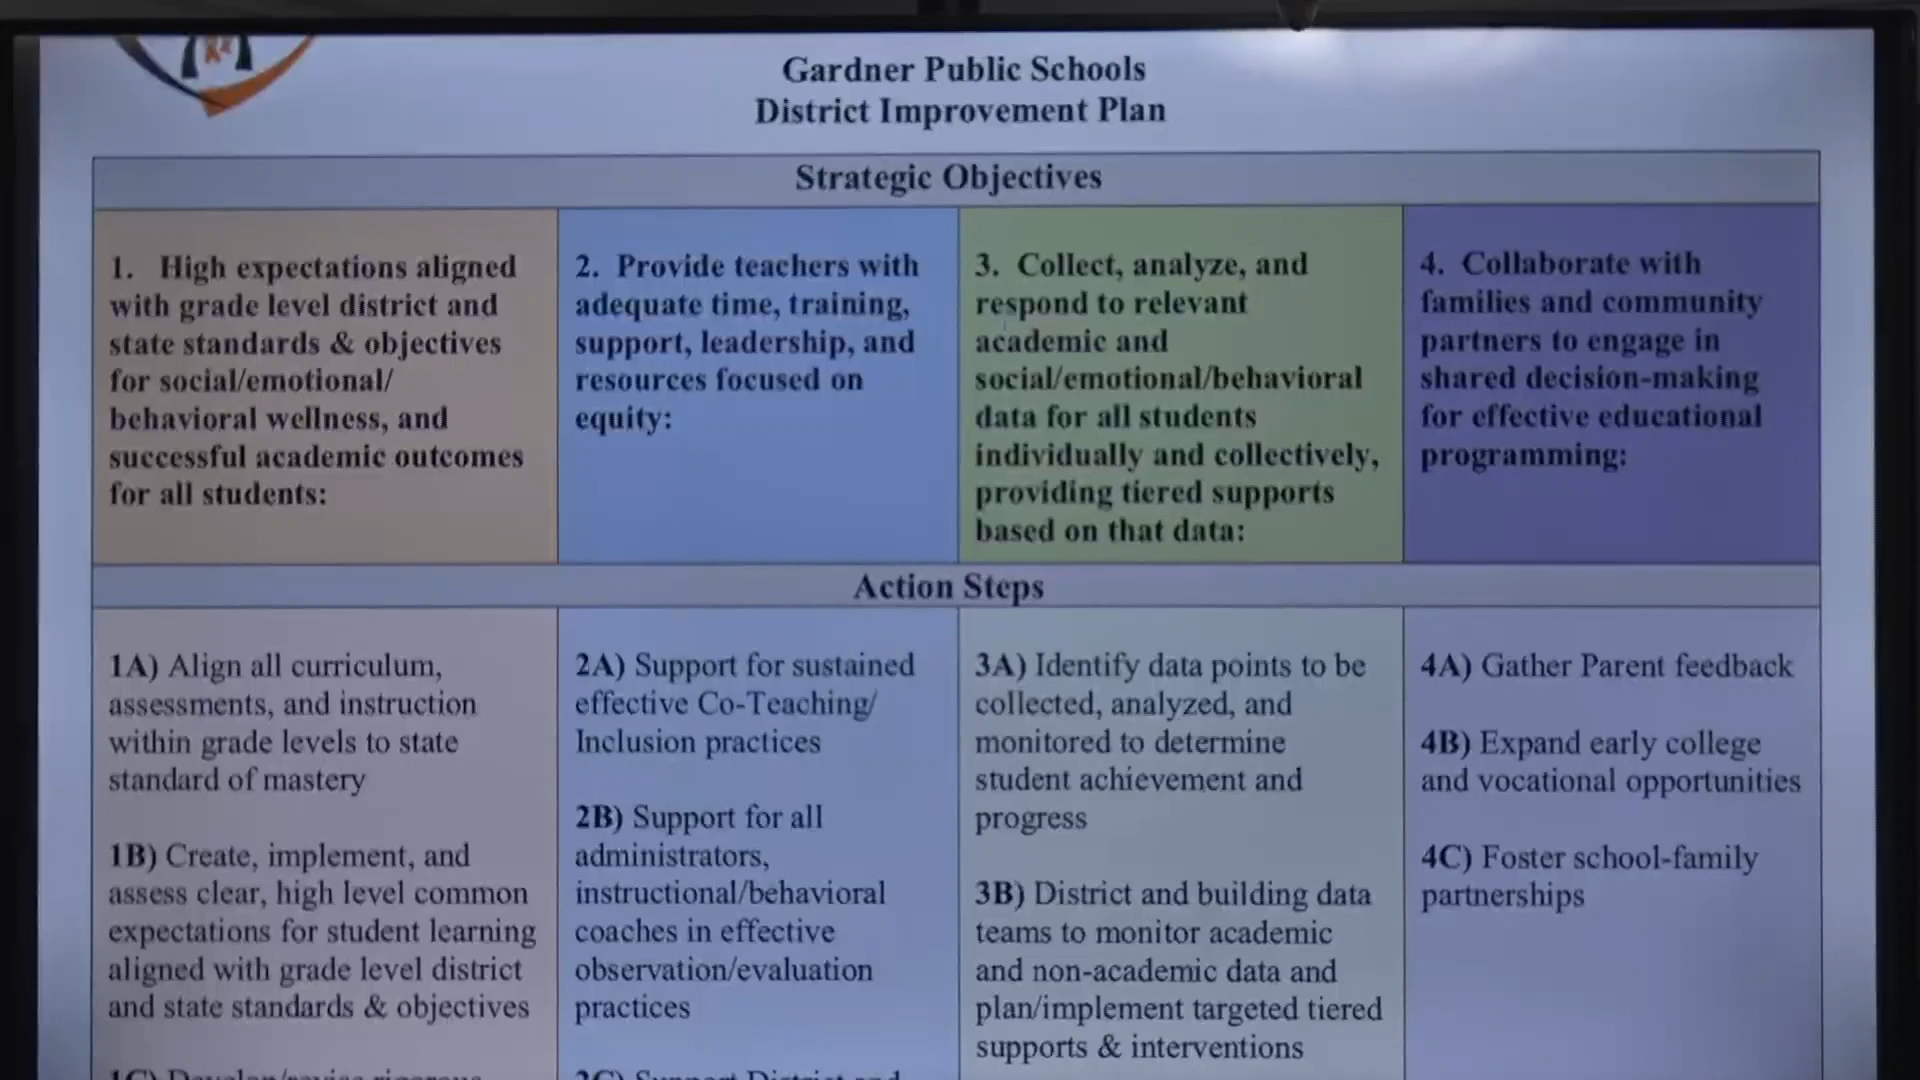 Gardner Public Schools
District Improvement Plan
Strategic Objectives
1. High expectations aligned
with grade level district and
state standards & objectives
for social/emotional/
behavioral wellness, and
successful academic outcomes
for all students:
2. Provide teachers with
adequate time, training,
support, leadership, and
resources focused on
equity:
3. Collect, analyze, and
respond to relevant
academic and
social/emotional/behavioral
data for all students
individually and collectively,
providing tiered supports
based on that data:
4. Collaborate with
families and community
partners to engage in
shared decision-making
for effective educational
programming:
Action Steps
1A) Align all curriculum,
assessments, and instruction
within grade levels to state
standard of mastery
1B) Create, implement, and
assess clear, high level common
expectations for student learning
aligned with grade level district
and state standards & objectives
1C) Develop/revise rigorous
2A) Support for sustained
effective Co-Teaching/
Inclusion practices
2B) Support for all
administrators,
instructional/behavioral
coaches in effective
observation/evaluation
practices
2C) Support District and
3A) Identify data points to be
collected, analyzed, and
monitored to determine
student achievement and
progress
3B) District and building data
teams to monitor academic
and non-academic data and
plan/implement targeted tiered
supports & interventions
4A) Gather Parent feedback
4B) Expand early college
and vocational opportunities
4C) Foster school-family
partnerships